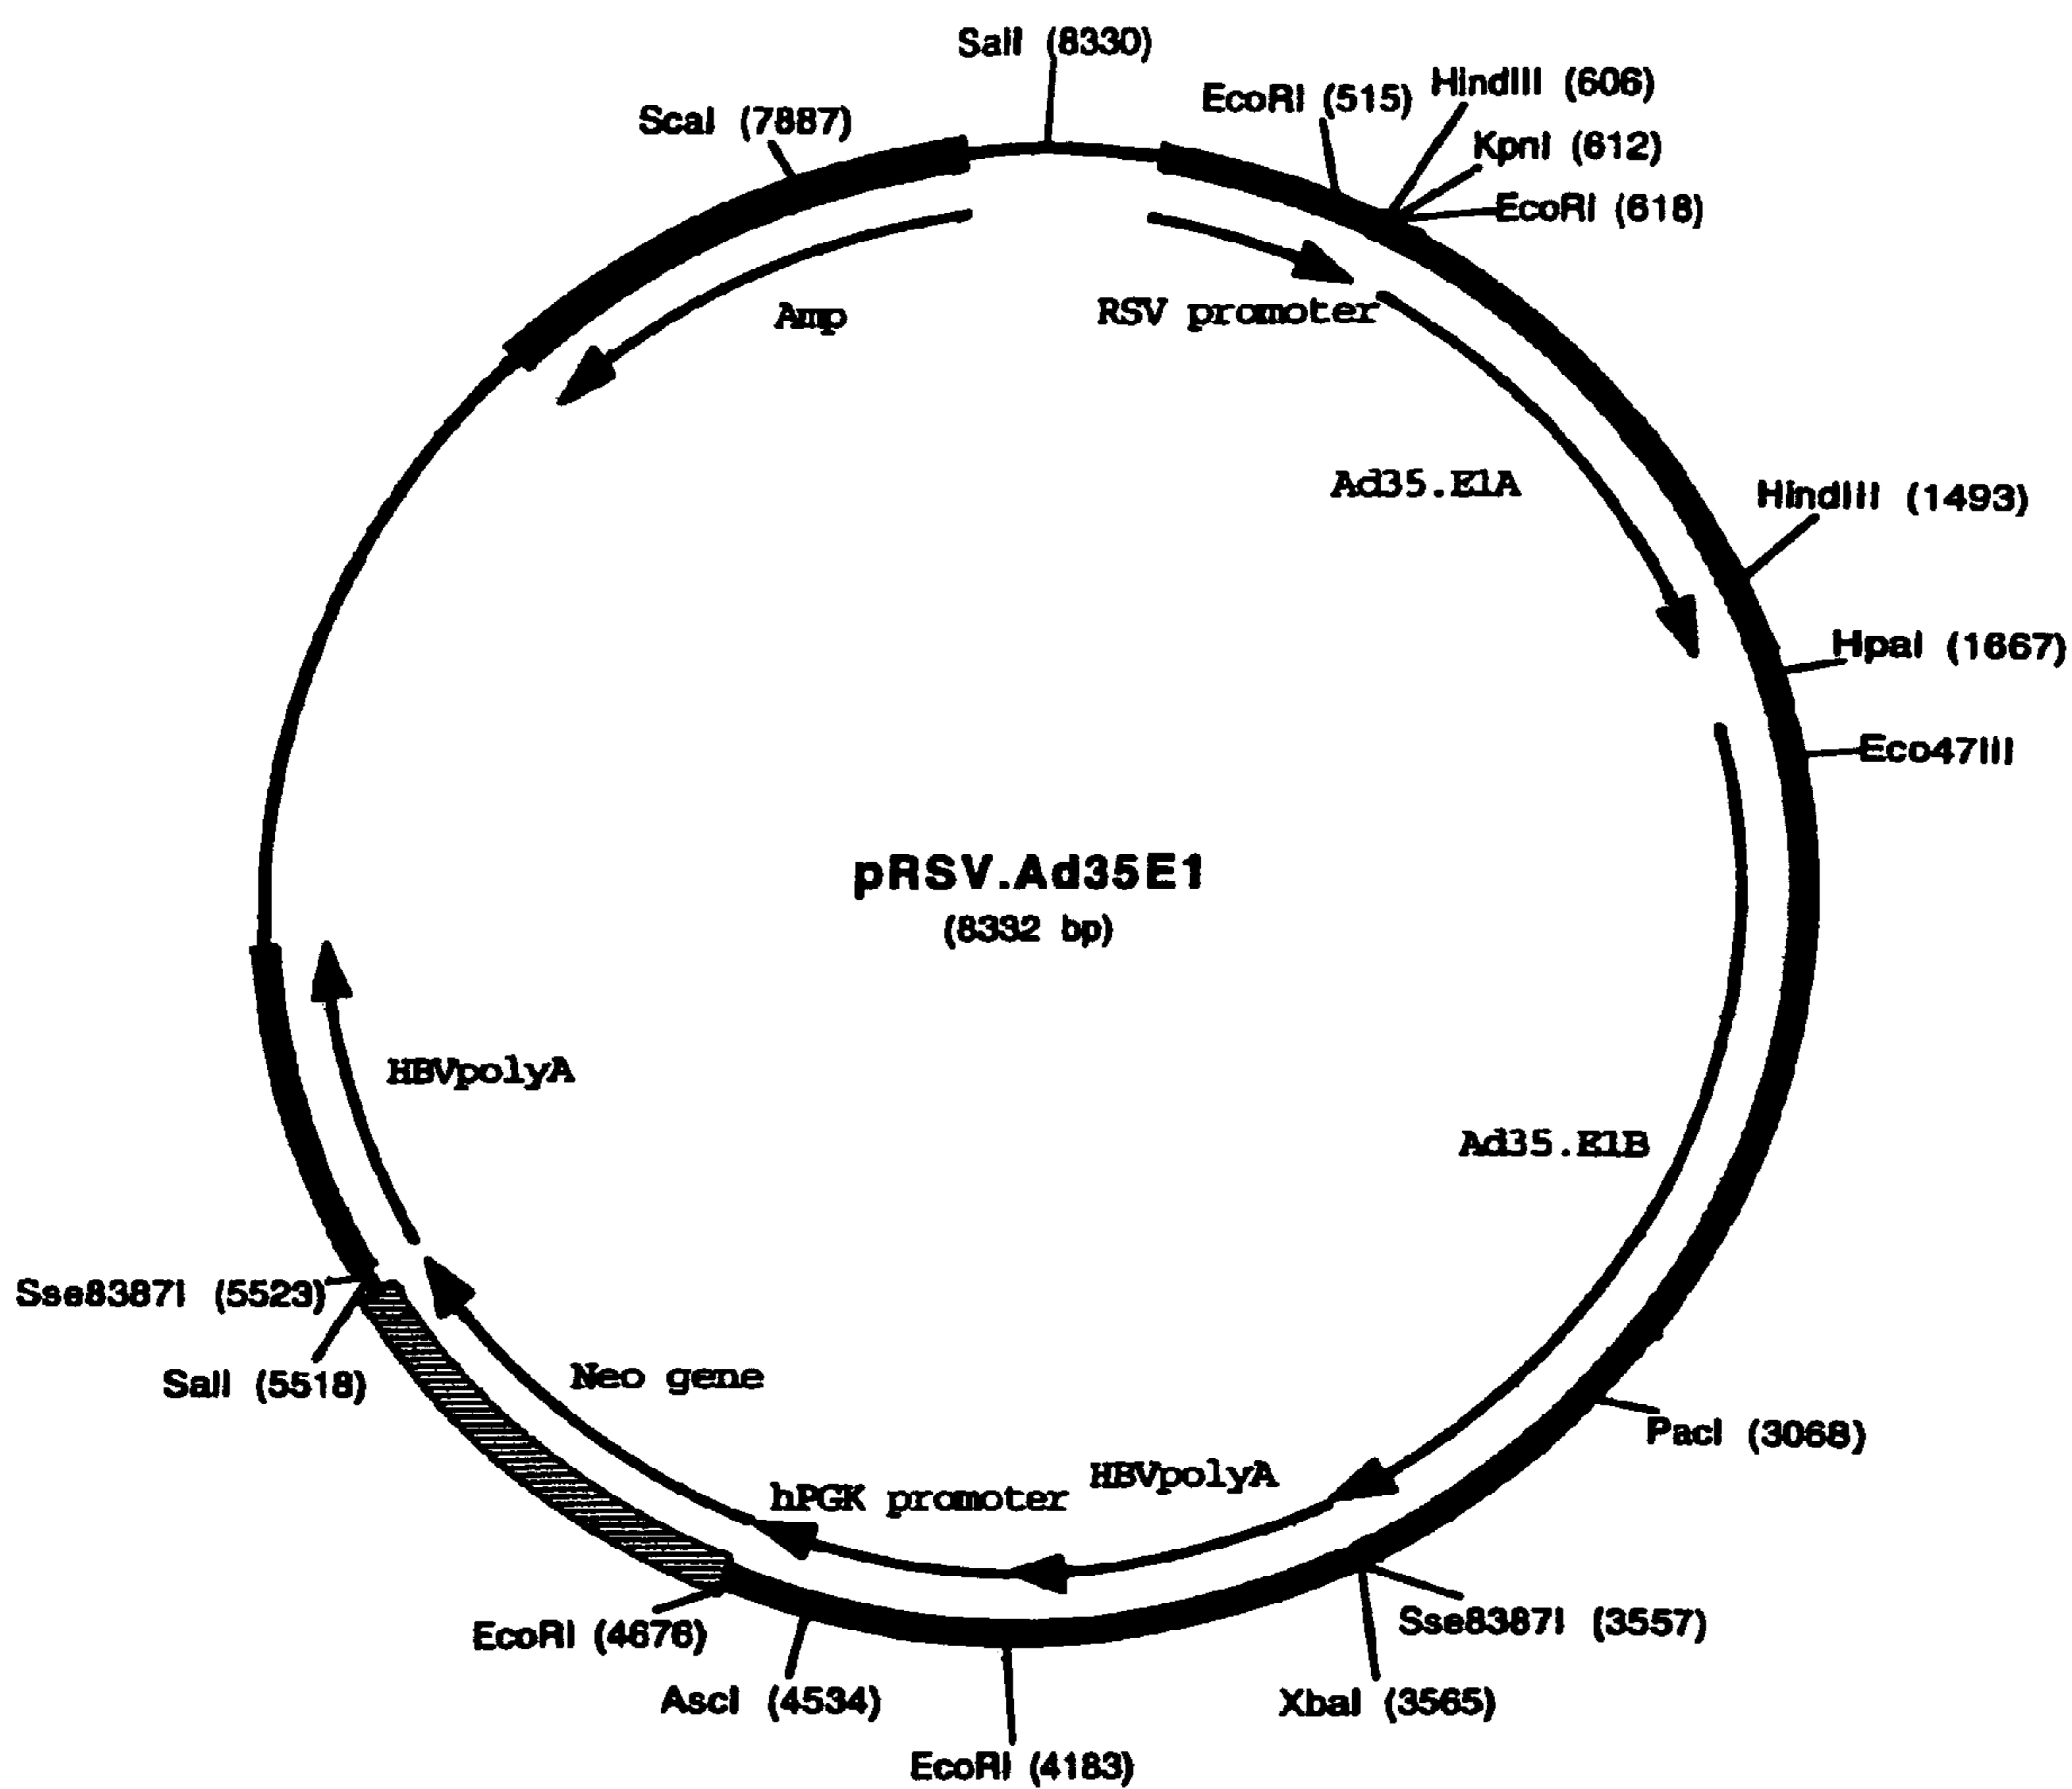 SalI (8330)
ScaI (7887)
EcoRI (515)
HindIII (606)
KpnI (612)
EcoRI (618)
Amp
RSV promoter
Ad35.E1A
HindIII (1493)
HpaI (1667)
Eco47III
pRSV.Ad35E1
(8332 bp)
HBVpolyA
Ad35.E1B
Sse8387I (5523)
SalI (5518)
Neo gene
PacI (3068)
HBVpolyA
hPGK promoter
EcoRI (4676)
Sse8387I (3557)
AscI (4534)
XbaI (3565)
EcoRI (4183)